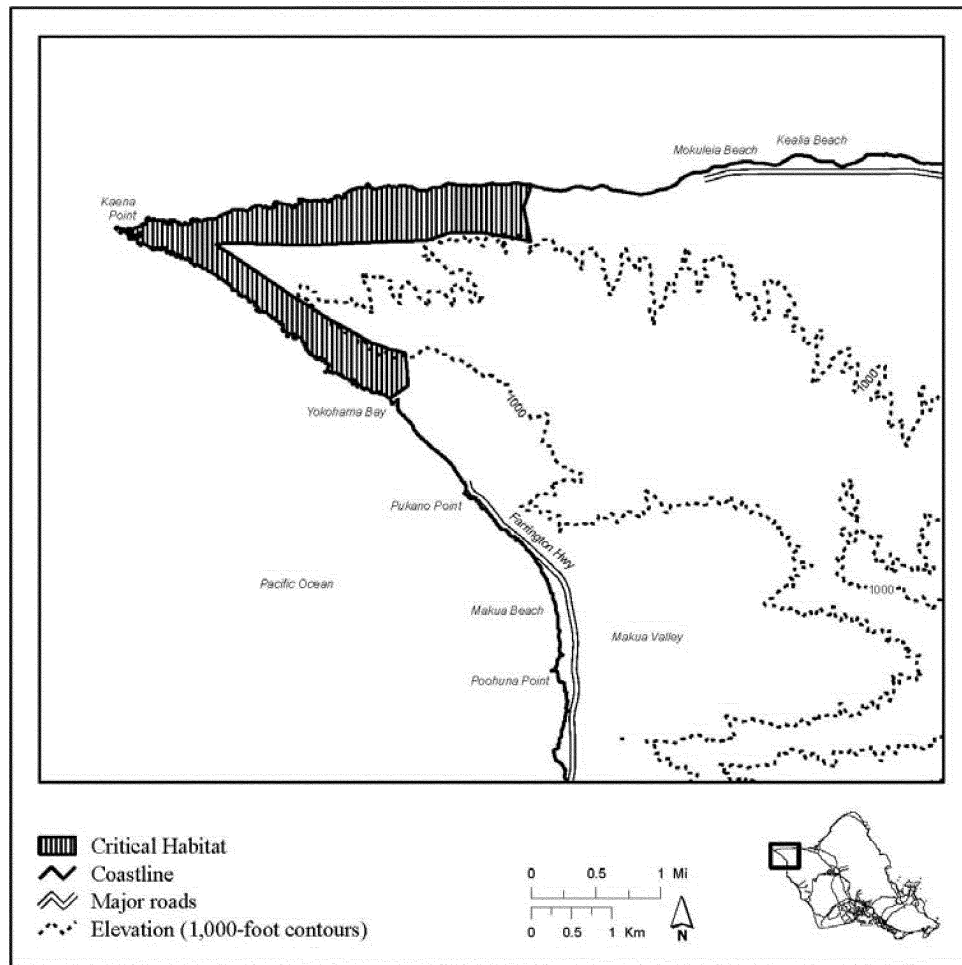 Kealia Beach
Mokuleia Beach
Kaena
Point
1000
1000
Yokohama Bay
Pukano Point
Farrington Hwy
Pacific Ocean
1000
Makua Beach
Makua Valley
Poohuna Point
Critical Habitat
Coastline
Major roads
Elevation (1,000-foot contours)
0 0.5 1 Mi
0 0.5 1 Km
N